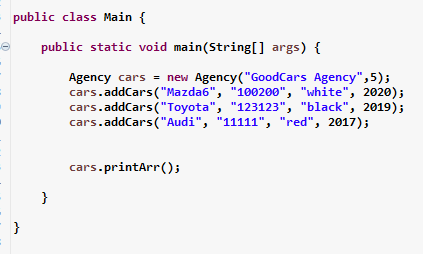 public class Main {
public static void main(String[] args) {
Agency cars = new Agency("GoodCars Agency",5);
cars.addCars("Mazda6", "100200", "white", 2020);
cars.addCars("Toyota", "123123", "black", 2019);
cars.addCars("Audi", "11111", "red", 2017);
cars.printArr();
}
}